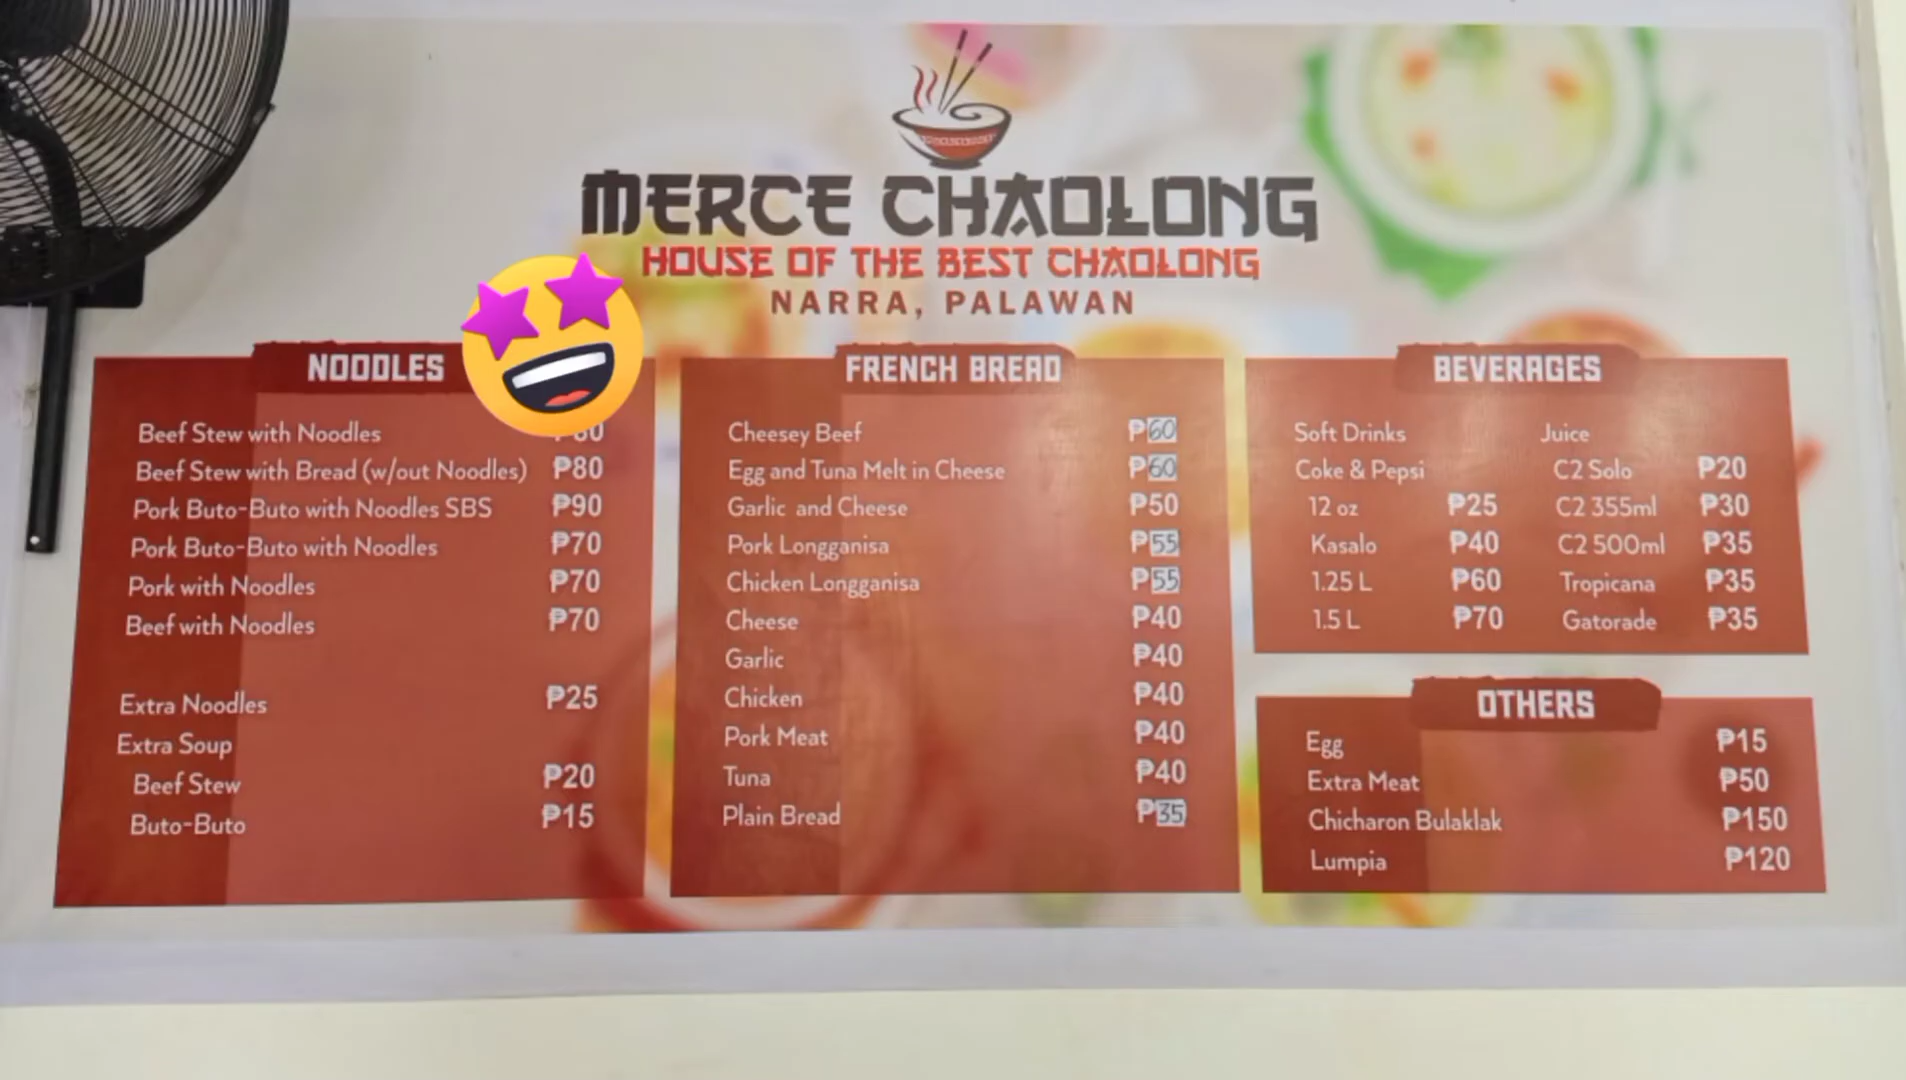 MERCE CHAOŁONG
HOUSE OF THE BEST CHAOŁONG
NARRA, PALAWAN
NOODLES
Beef Stew with Noodles
Beef Stew with Bread (w/out Noodles) ₱80
Pork Buto-Buto with Noodles SBS ₱90
Pork Buto-Buto with Noodles ₱70
Pork with Noodles ₱70
Beef with Noodles ₱70
Extra Noodles ₱25
Extra Soup
Beef Stew ₱20
Buto-Buto ₱15
FRENCH BREAD
Cheesey Beef ₱60
Egg and Tuna Melt in Cheese ₱60
Garlic and Cheese ₱50
Pork Longganisa ₱55
Chicken Longganisa ₱55
Cheese ₱40
Garlic ₱40
Chicken ₱40
Pork Meat ₱40
Tuna ₱40
Plain Bread ₱35
BEVERAGES
Soft Drinks
Coke & Pepsi
12 oz ₱25
Kasalo ₱40
1.25 L ₱60
1.5 L ₱70
Juice
C2 Solo ₱20
C2 355ml ₱30
C2 500ml ₱35
Tropicana ₱35
Gatorade ₱35
OTHERS
Egg ₱15
Extra Meat ₱50
Chicharon Bulaklak ₱150
Lumpia ₱120